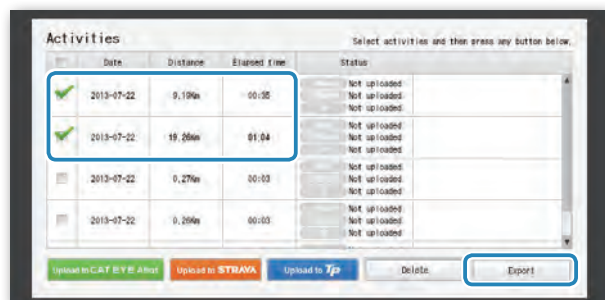 Activities
Select activities and then press any button below.
Date Distance Elapsed time Status
2013-07-22 9.19Km 00:35 Not uploaded
Not uploaded
Not uploaded
2013-07-22 19.26Km 01:04 Not uploaded
Not uploaded
Not uploaded
2013-07-22 0.27Km 00:03 Not uploaded
Not uploaded
Not uploaded
2013-07-22 0.26Km 00:03 Not uploaded
Not uploaded
Not uploaded
Upload to CAT EYE Atlas Upload to STRAVA Upload to Tp Delete Export